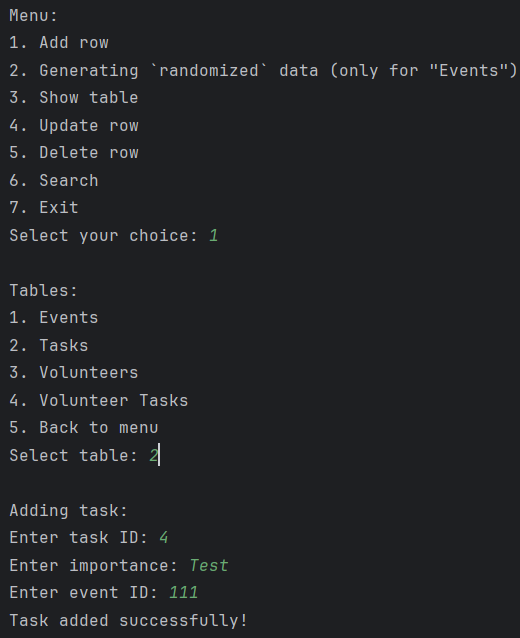 Menu:
1. Add row
2. Generating `randomized` data (only for "Events")
3. Show table
4. Update row
5. Delete row
6. Search
7. Exit
Select your choice: 1
Tables:
1. Events
2. Tasks
3. Volunteers
4. Volunteer Tasks
5. Back to menu
Select table: 2
Adding task:
Enter task ID: 4
Enter importance: Test
Enter event ID: 111
Task added successfully!